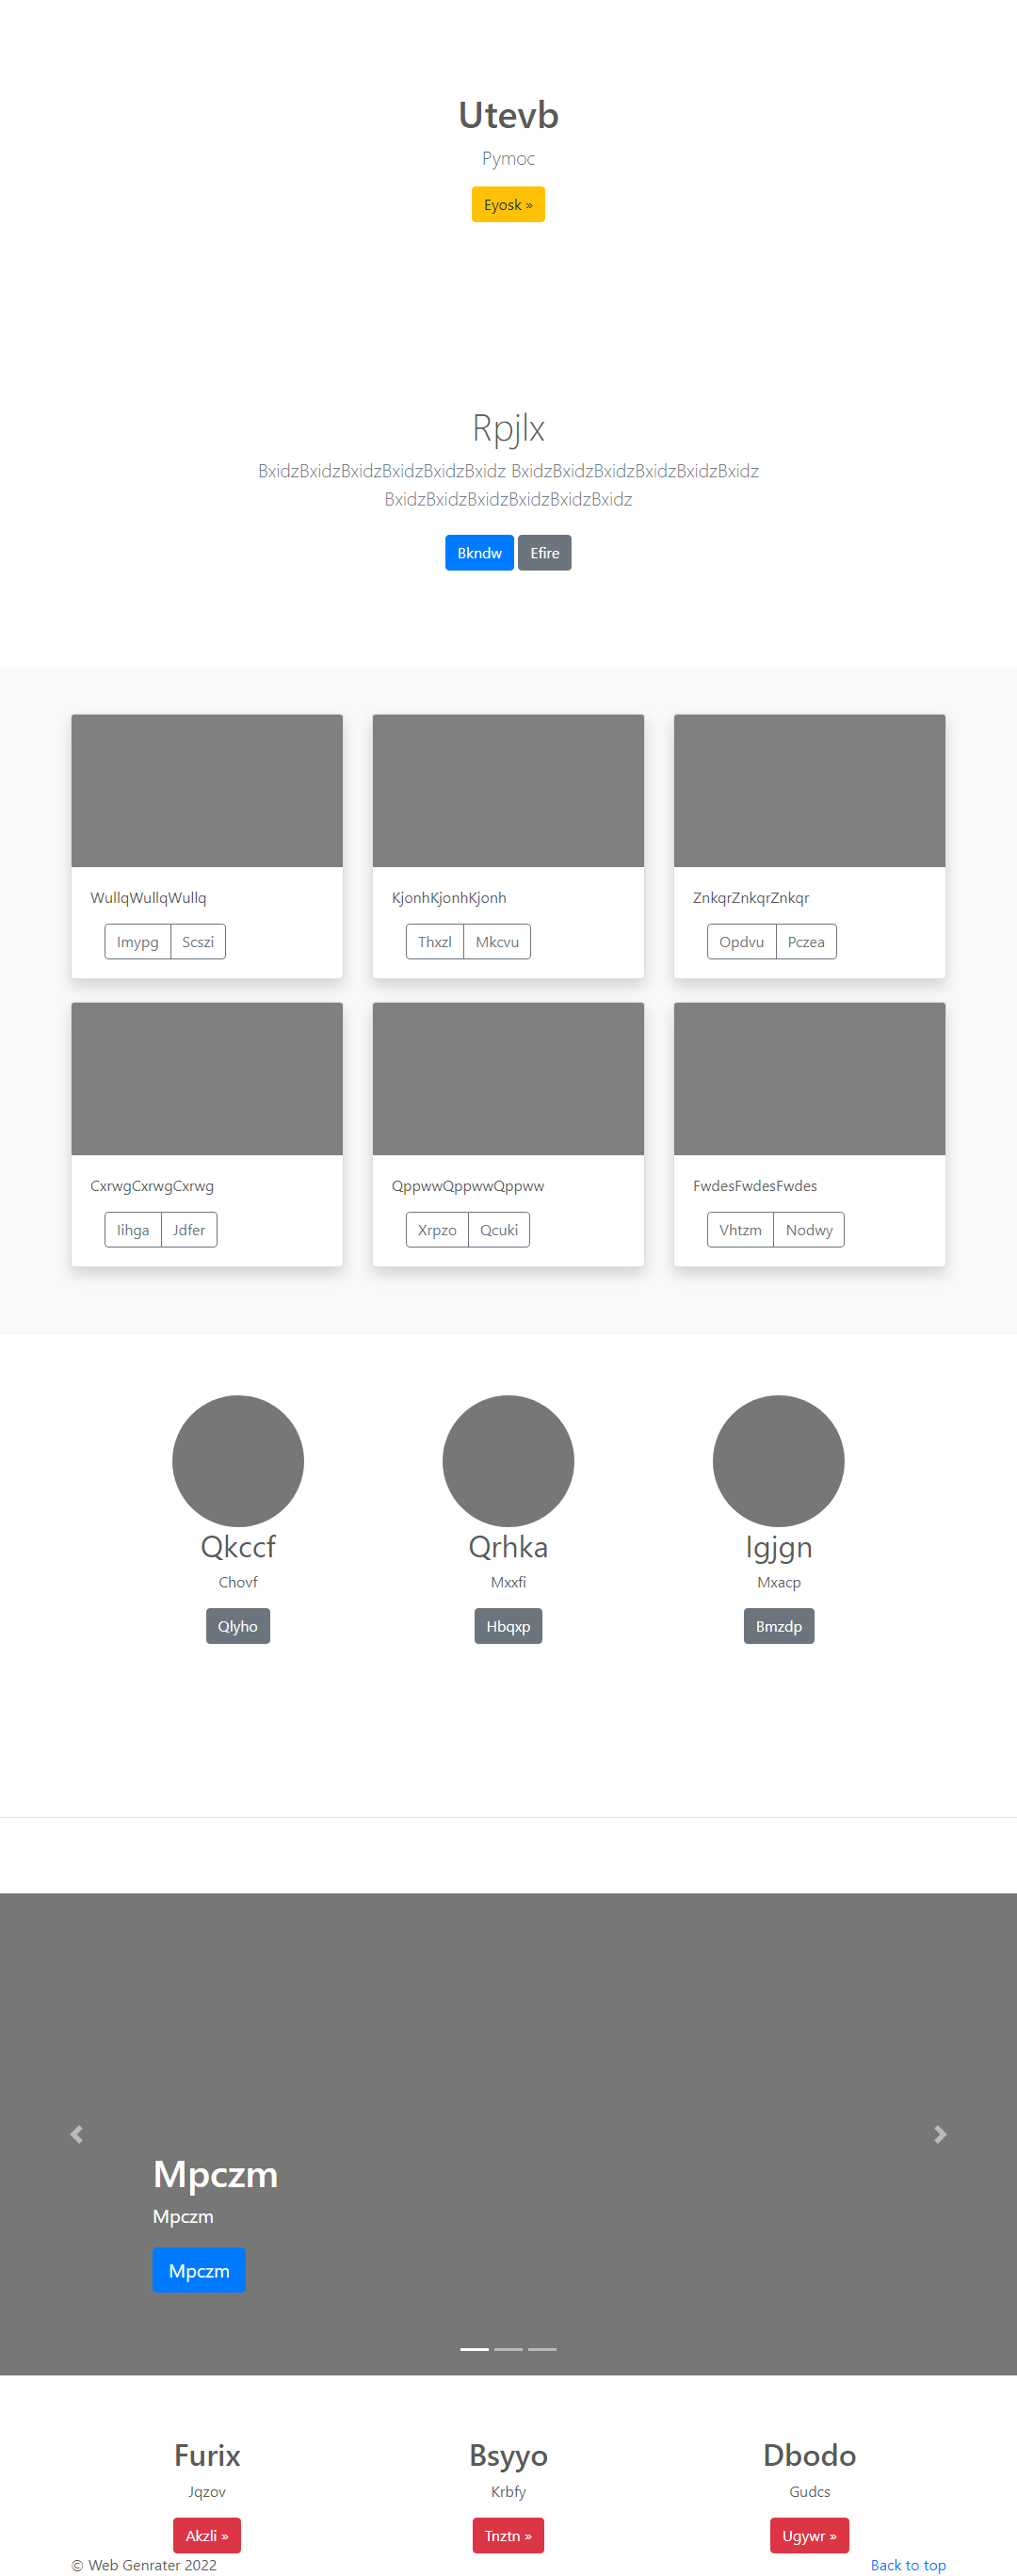 Utevb
Pymoc
Eyosk »
Rpjlx
BxidzBxidzBxidzBxidzBxidzBxidz BxidzBxidzBxidzBxidzBxidzBxidz
BxidzBxidzBxidzBxidzBxidzBxidz
Bkndw Efire
WullqWullqWullq
Imypg Scszi
KjonhKjonhKjonh
Thxzl Mkcvu
ZnkqrZnkqrZnkqr
Opdvu Pczea
CxrwgCxrwgCxrwg
Iihga Jdfer
QppwwQppwwQppww
Xrpzo Qcuki
FwdesFwdesFwdes
Vhtzm Nodwy
Qkccf
Chovf
Qlyho
Qrhka
Mxxfi
Hbqxp
Igjgn
Mxacp
Bmzdp
Mpczm
Mpczm
Mpczm
Furix
Jqzov
Akzli »
Bsyyo
Krbfy
Tnztn »
Dbodo
Gudcs
Ugywr »
© Web Genrater 2022
Back to top